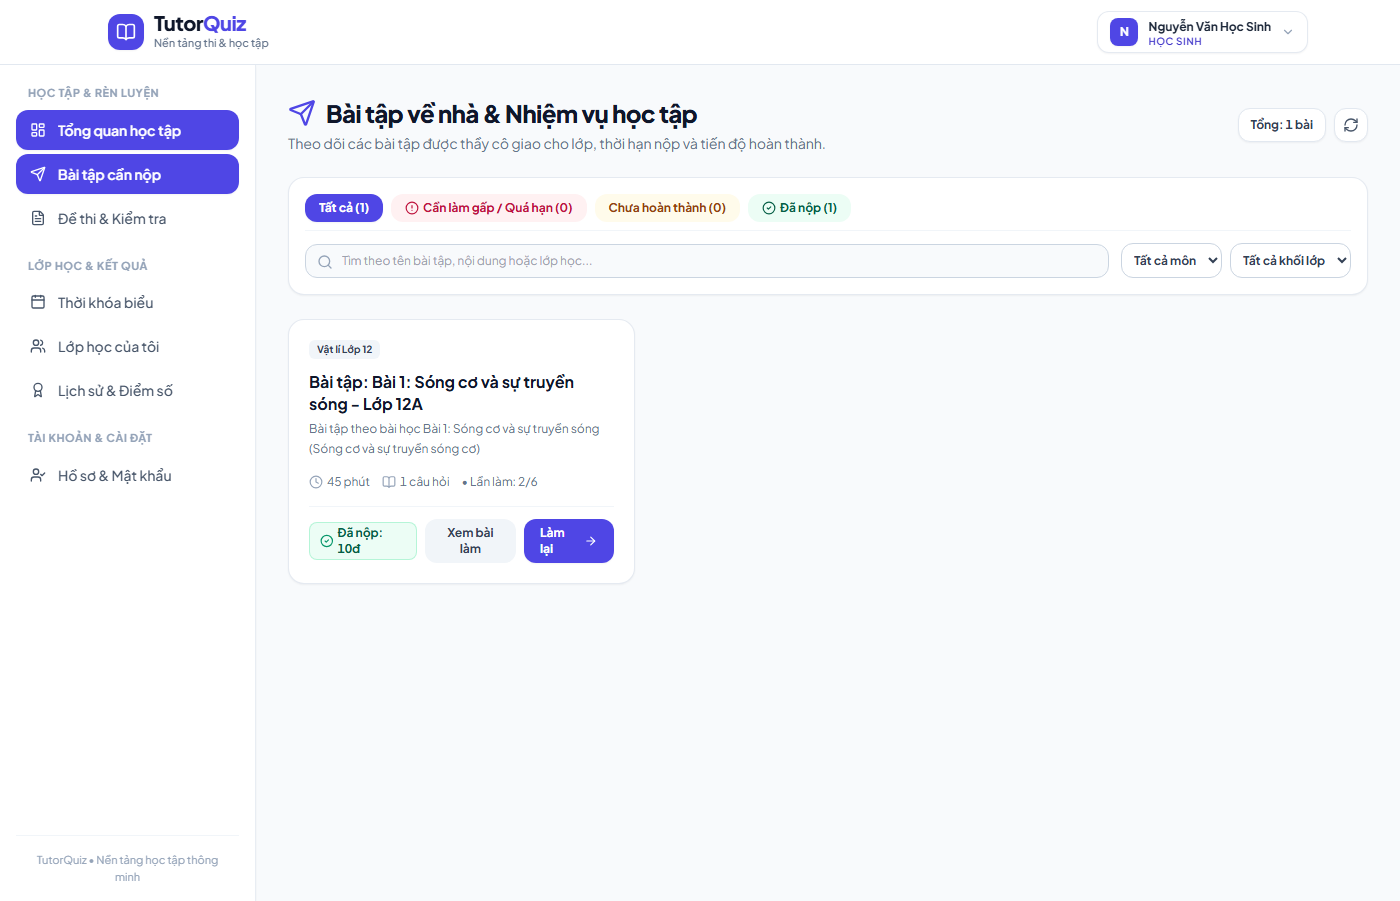 TutorQuiz
Nền tảng thi & học tập
N
Nguyễn Văn Học Sinh
HỌC SINH
HỌC TẬP & RÈN LUYỆN
Tổng quan học tập
Bài tập cần nộp
Đề thi & Kiểm tra
LỚP HỌC & KẾT QUẢ
Thời khóa biểu
Lớp học của tôi
Lịch sử & Điểm số
TÀI KHOẢN & CÀI ĐẶT
Hồ sơ & Mật khẩu
TutorQuiz • Nền tảng học tập thông
minh
Bài tập về nhà & Nhiệm vụ học tập
Theo dõi các bài tập được thầy cô giao cho lớp, thời hạn nộp và tiến độ hoàn thành.
Tổng: 1 bài
Tất cả (1)
Cần làm gấp / Quá hạn (0)
Chưa hoàn thành (0)
Đã nộp (1)
Tìm theo tên bài tập, nội dung hoặc lớp học...
Tất cả môn
Tất cả khối lớp
Vật lí Lớp 12
Bài tập: Bài 1: Sóng cơ và sự truyền
sóng - Lớp 12A
Bài tập theo bài học Bài 1: Sóng cơ và sự truyền sóng
(Sóng cơ và sự truyền sóng cơ)
45 phút
1 câu hỏi
• Lần làm: 2/6
Đã nộp:
10đ
Xem bài
làm
Làm
lại